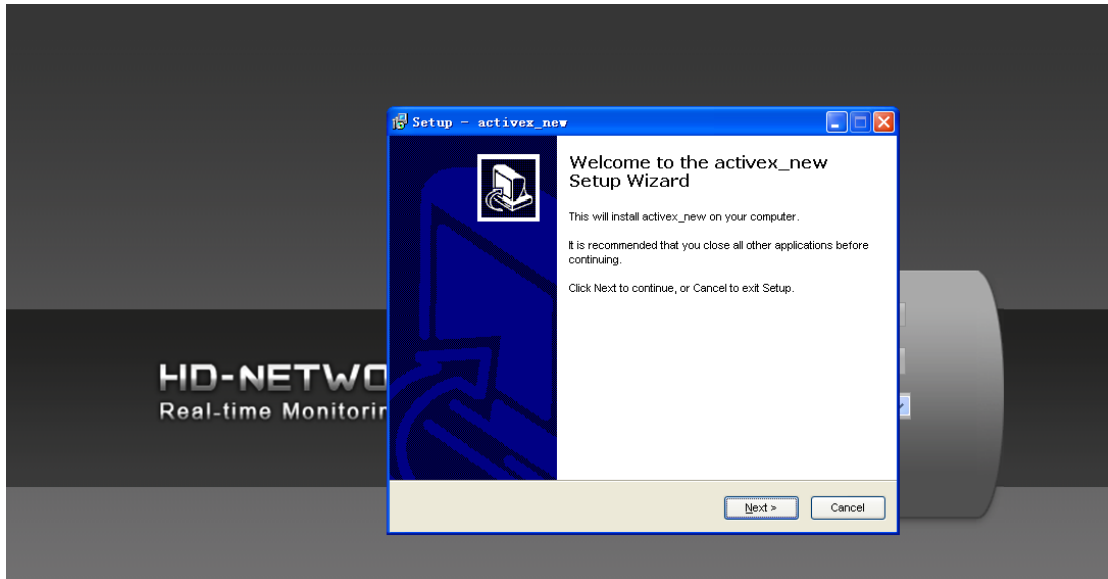 Setup - activex_new
Welcome to the activex_new
Setup Wizard
This will install activex_new on your computer.
It is recommended that you close all other applications before
continuing.
Click Next to continue, or Cancel to exit Setup.
HD-NETWO
Real-time Monitorin
Next >
Cancel